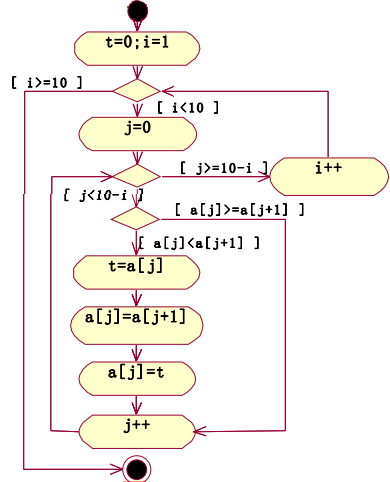 t=0;i=1
[ i>=10 ]
[ i<10 ]
j=0
[ j>=10-i ]
i++
[ j<10-i ]
[ a[j]>=a[j+1] ]
[ a[j]<a[j+1] ]
t=a[j]
a[j]=a[j+1]
a[j]=t
j++